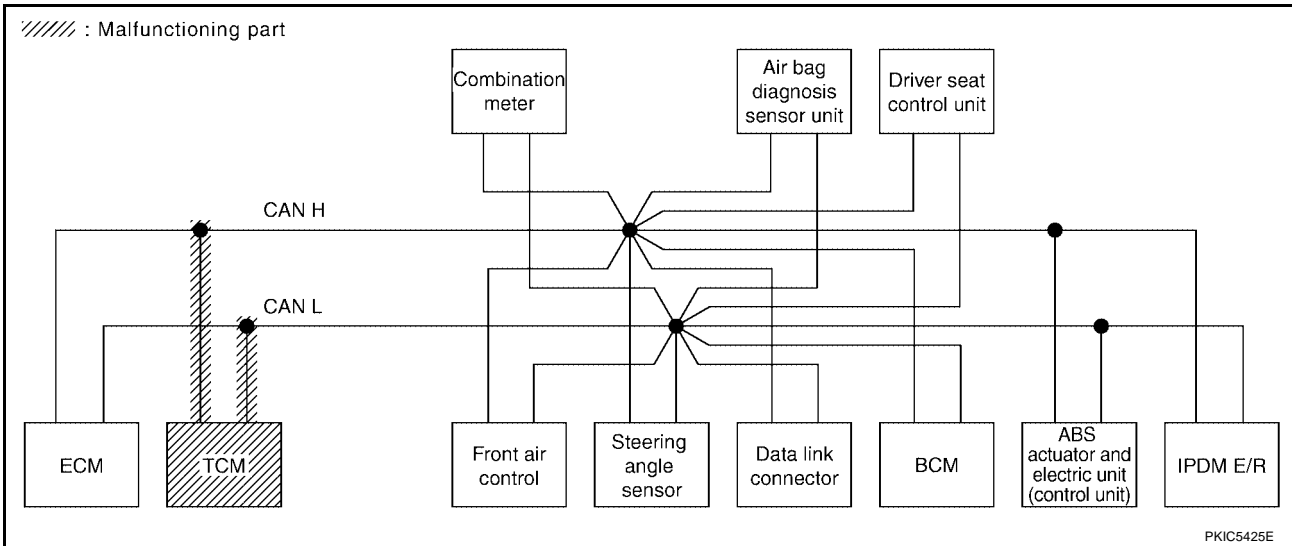 : Malfunctioning part
Combination
meter
Air bag
diagnosis
sensor unit
Driver seat
control unit
CAN H
CAN L
ECM
TCM
Front air
control
Steering
angle
sensor
Data link
connector
BCM
ABS
actuator and
electric unit
(control unit)
IPDM E/R
PKIC5425E